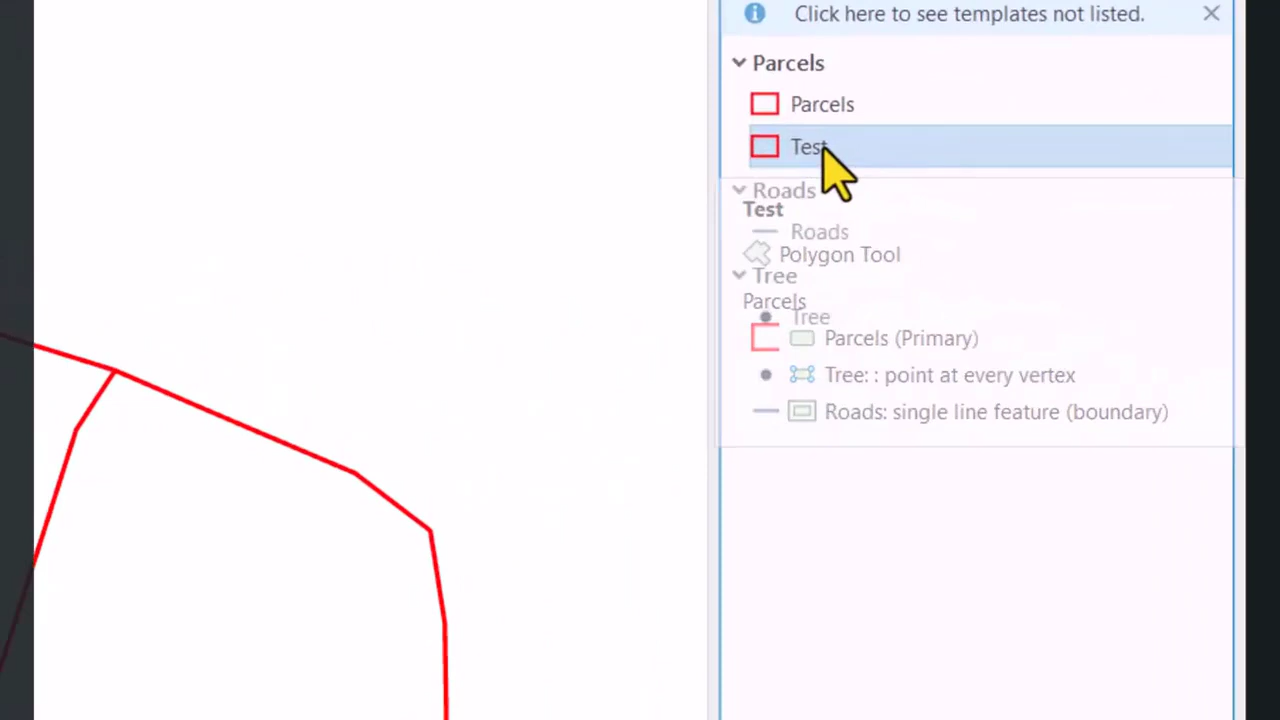 Click here to see templates not listed.
Parcels
Parcels
Test
Roads
Test
Roads
Polygon Tool
Tree
Parcels
Tree
Parcels (Primary)
Tree: : point at every vertex
Roads: single line feature (boundary)